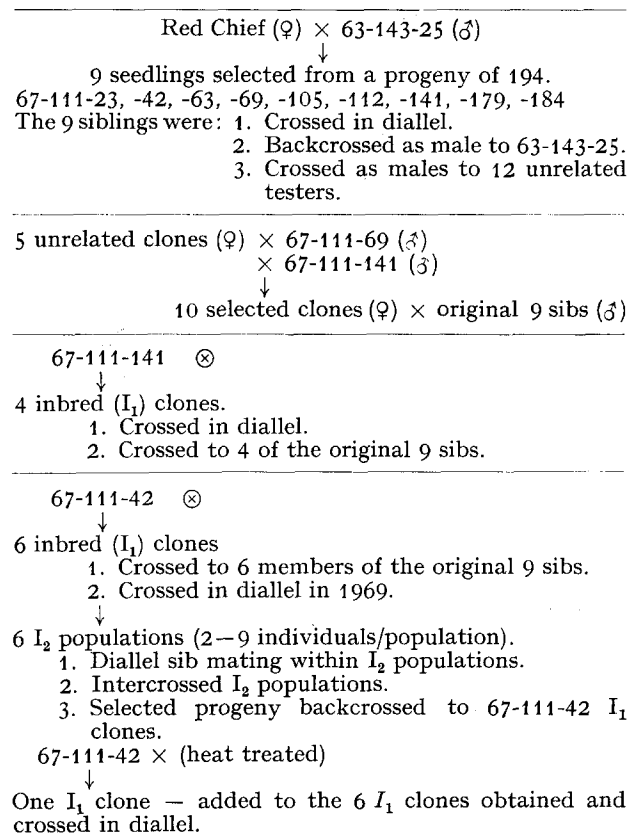 Red Chief (♀) × 63-143-25 (♂)
↓
9 seedlings selected from a progeny of 194.
67-111-23, -42, -63, -69, -105, -112, -141, -179, -184
The 9 siblings were: 1. Crossed in diallel.
2. Backcrossed as male to 63-143-25.
3. Crossed as males to 12 unrelated
testers.
5 unrelated clones (♀) × 67-111-69 (♂)
× 67-111-141 (♂)
↓
10 selected clones (♀) × original 9 sibs (♂)
67-111-141 ⊗
↓
4 inbred (I₁) clones.
1. Crossed in diallel.
2. Crossed to 4 of the original 9 sibs.
67-111-42 ⊗
↓
6 inbred (I₁) clones
1. Crossed to 6 members of the original 9 sibs.
2. Crossed in diallel in 1969.
↓
6 I₂ populations (2—9 individuals/population).
1. Diallel sib mating within I₂ populations.
2. Intercrossed I₂ populations.
3. Selected progeny backcrossed to 67-111-42 I₁
clones.
67-111-42 × (heat treated)
↓
One I₁ clone — added to the 6 I₁ clones obtained and
crossed in diallel.